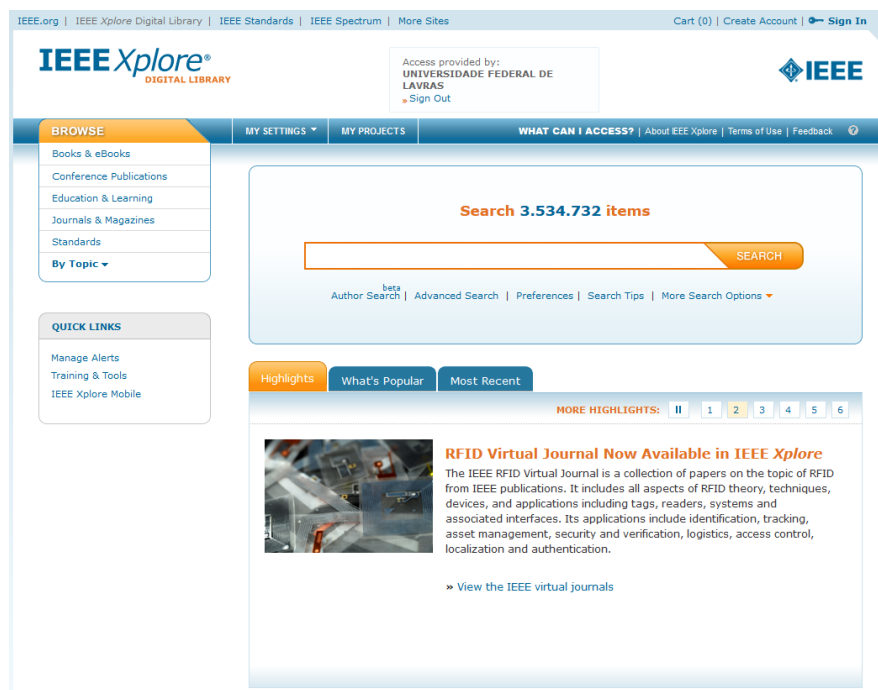 IEEE.org | IEEE Xplore Digital Library | IEEE Standards | IEEE Spectrum | More Sites
Cart (0) | Create Account | Sign In
IEEE Xplore®
DIGITAL LIBRARY
Access provided by:
UNIVERSIDADE FEDERAL DE
LAVRAS
» Sign Out
IEEE
BROWSE
MY SETTINGS
MY PROJECTS
WHAT CAN I ACCESS? | About IEEE Xplore | Terms of Use | Feedback ?
Books & eBooks
Conference Publications
Education & Learning
Journals & Magazines
Standards
By Topic
Search 3.534.732 items
SEARCH
beta
Author Search | Advanced Search | Preferences | Search Tips | More Search Options
QUICK LINKS
Manage Alerts
Training & Tools
IEEE Xplore Mobile
Highlights
What's Popular
Most Recent
MORE HIGHLIGHTS: II 1 2 3 4 5 6
RFID Virtual Journal Now Available in IEEE Xplore
The IEEE RFID Virtual Journal is a collection of papers on the topic of RFID
from IEEE publications. It includes all aspects of RFID theory, techniques,
devices, and applications including tags, readers, systems and
associated interfaces. Its applications include identification, tracking,
asset management, security and verification, logistics, access control,
localization and authentication.
» View the IEEE virtual journals